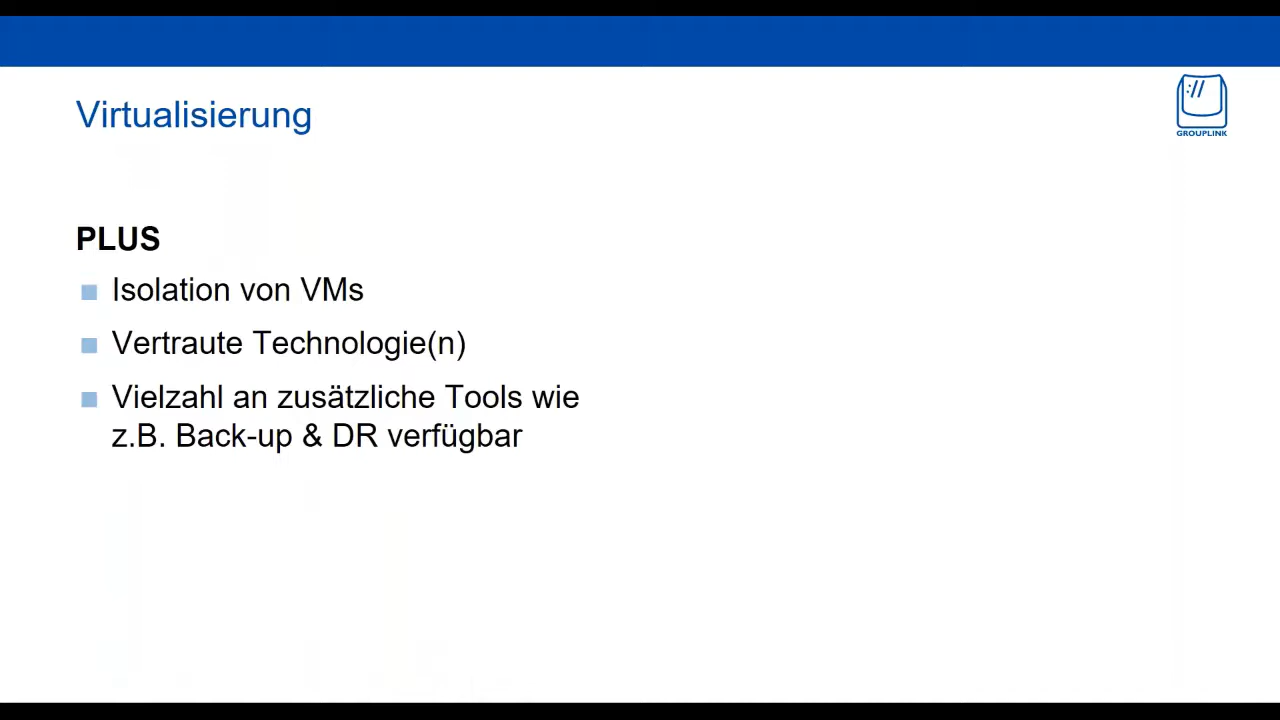 Virtualisierung
GROUPLINK
PLUS
Isolation von VMs
Vertraute Technologie(n)
Vielzahl an zusätzliche Tools wie
z.B. Back-up & DR verfügbar